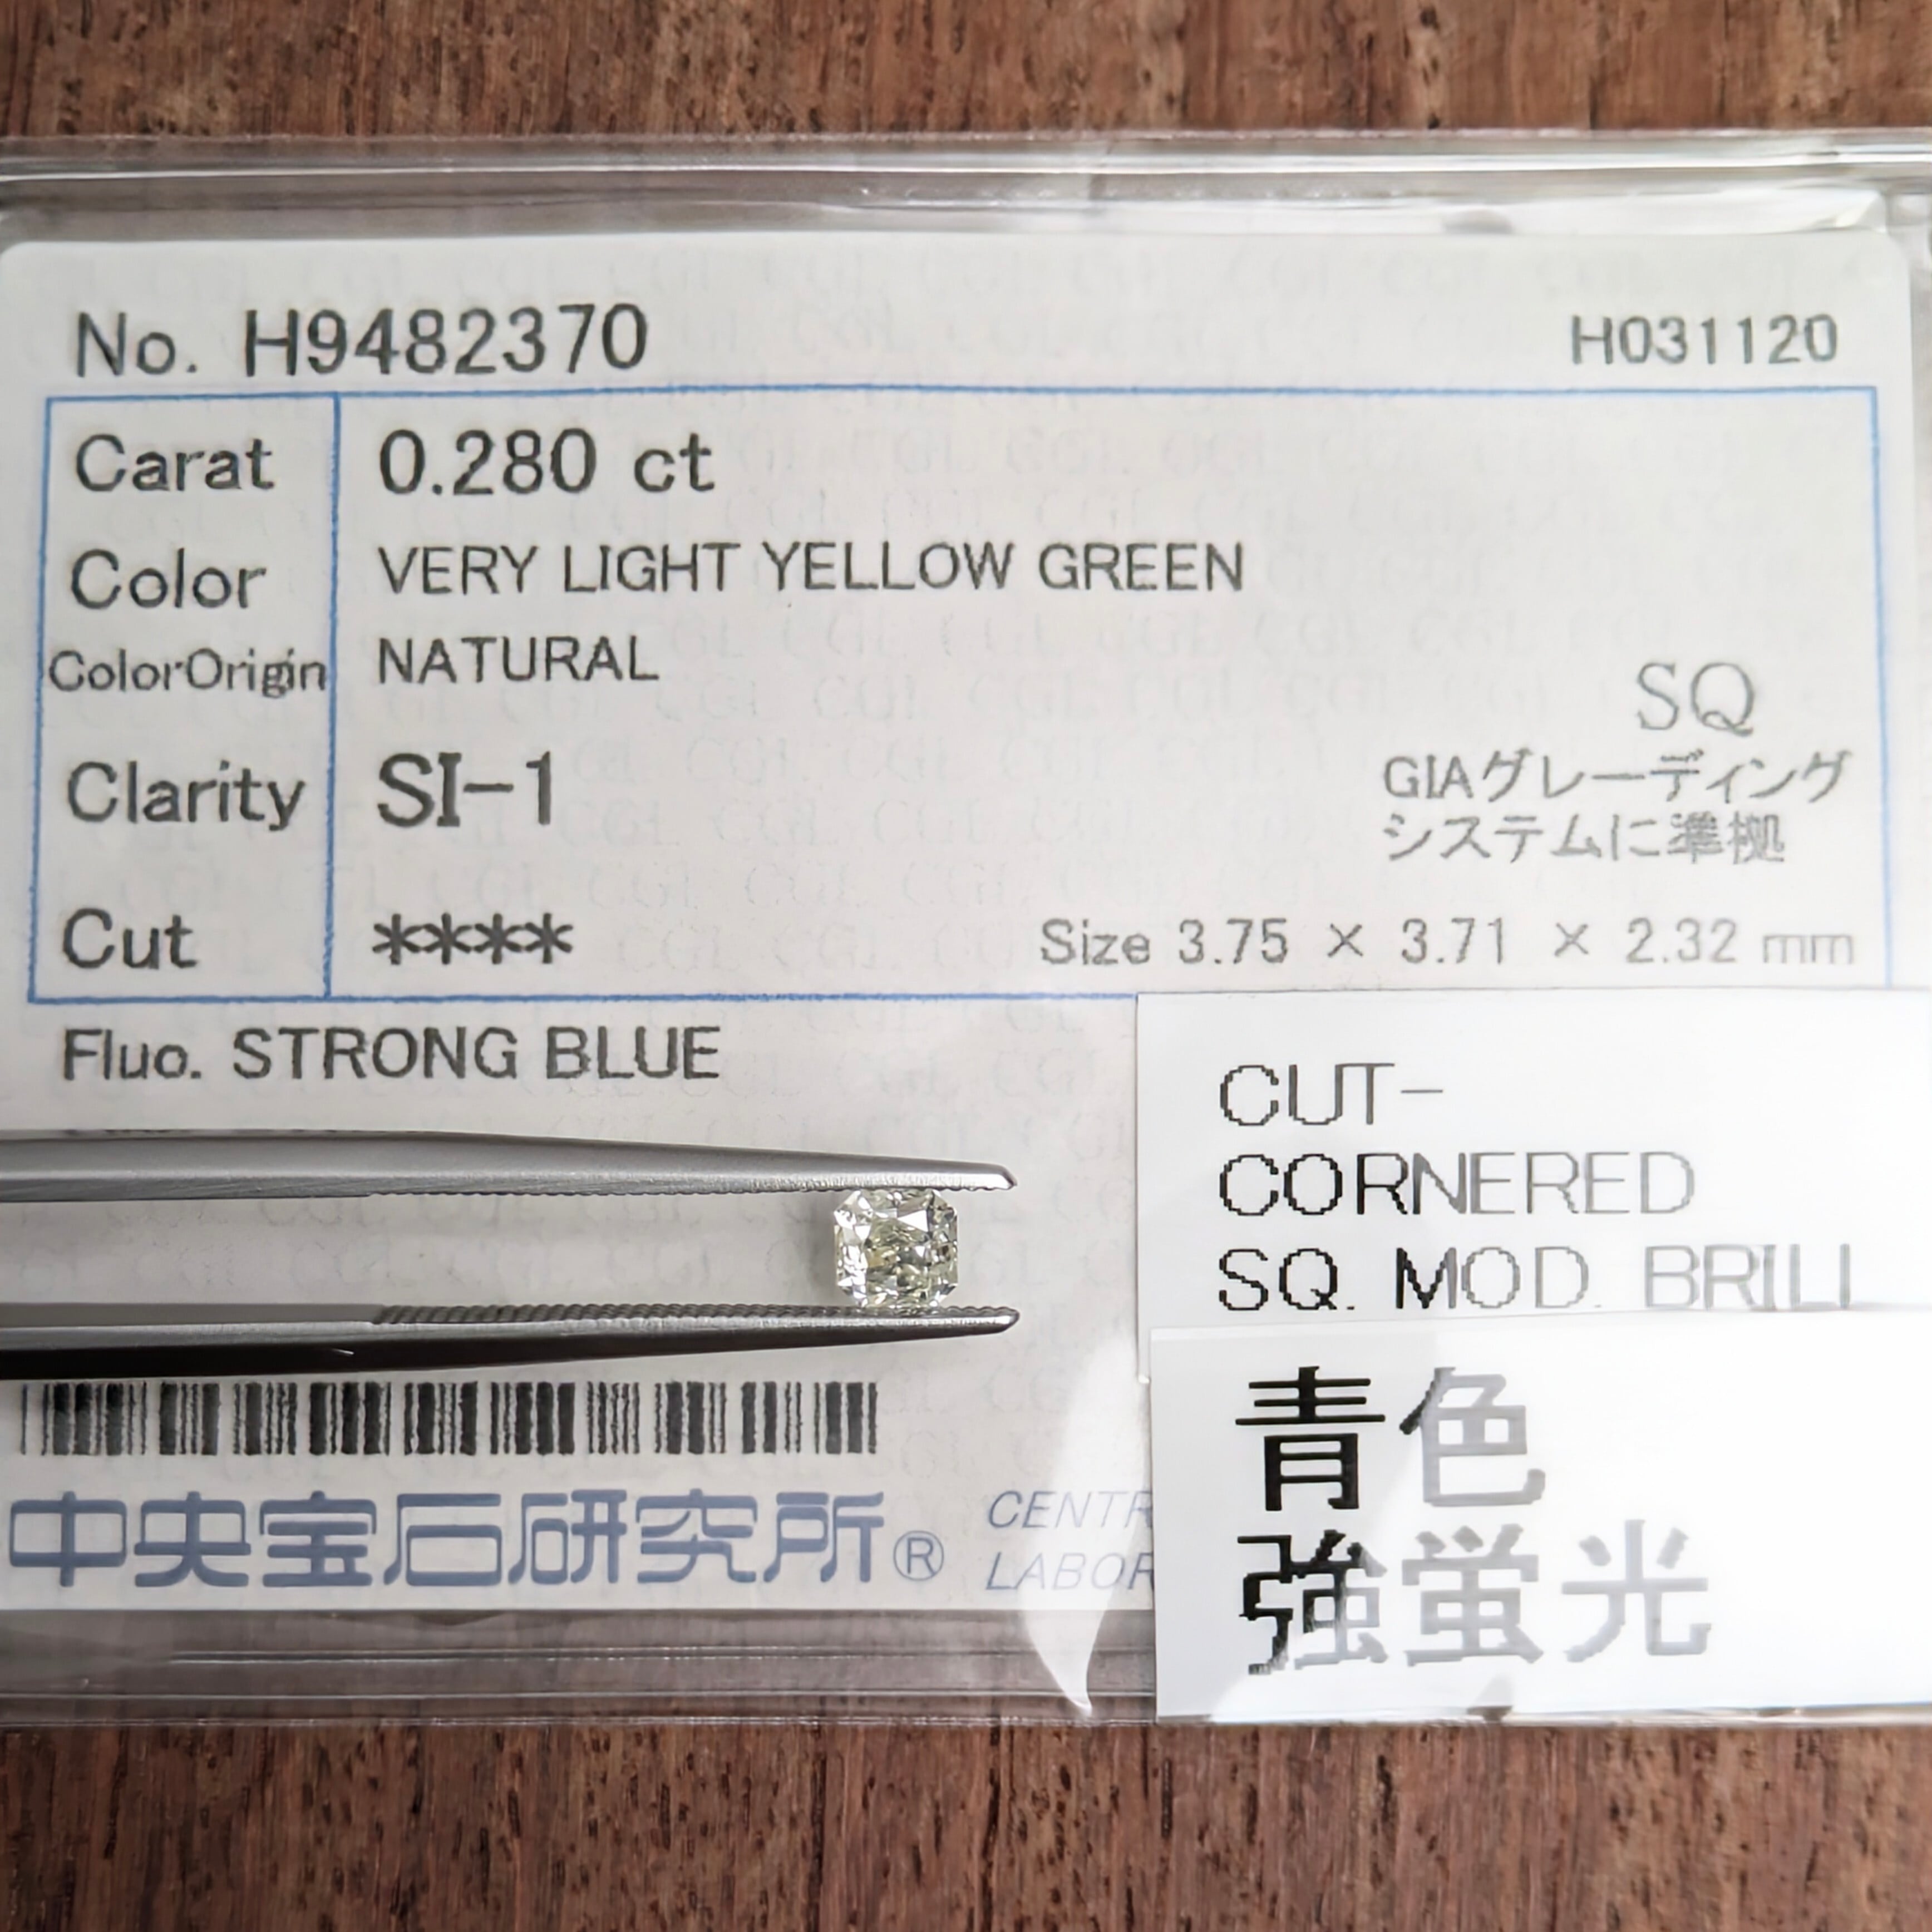 No. H9482370 H031120
Carat 0.280 ct
Color VERY LIGHT YELLOW GREEN
ColorOrigin NATURAL
SQ
Clarity SI-1
GIAグレーディング
システムに準拠
Cut ****
Size 3.75 × 3.71 × 2.32 mm
Fluo. STRONG BLUE
CUT-
CORNERED
SQ. MOD. BRILL
青色
強蛍光
中央宝石研究所®
CENTR
LABOR